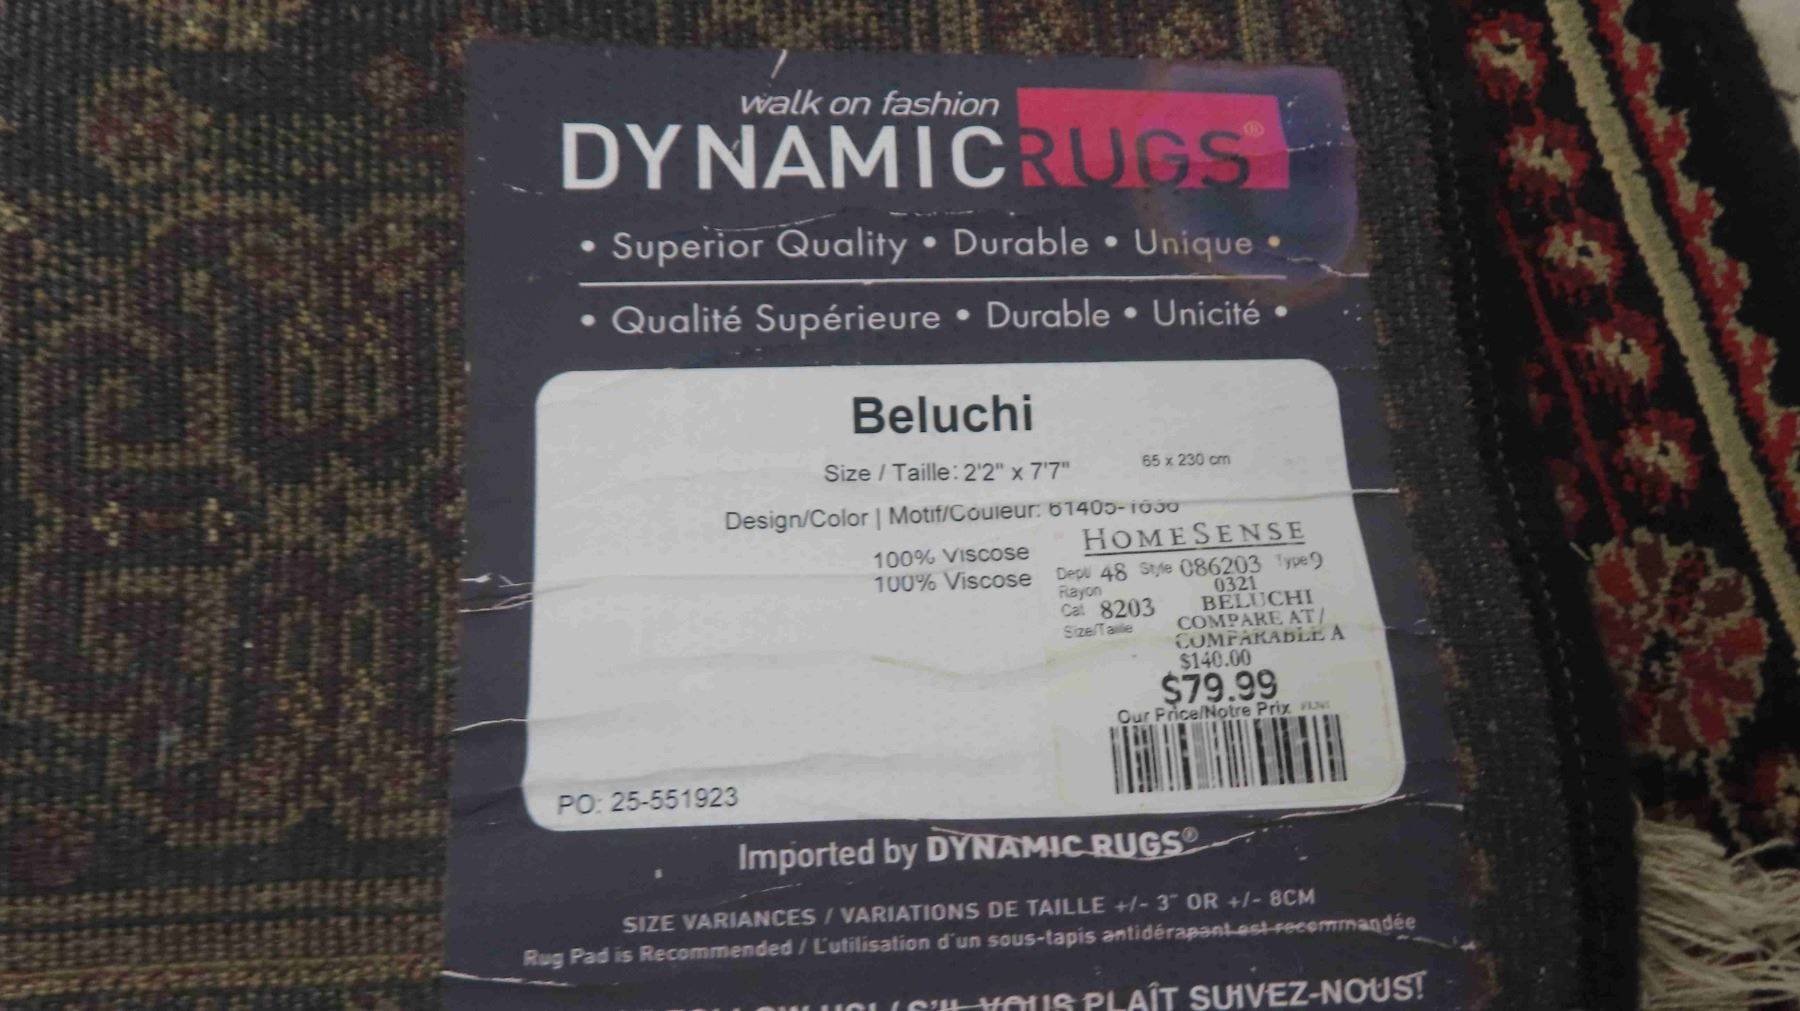 walk on fashion
DYNAMIC RUGS®
• Superior Quality • Durable • Unique •
• Qualité Supérieure • Durable • Unicité •
Beluchi
Size / Taille: 2'2" x 7'7" 65 x 230 cm
Design/Color | Motif/Couleur: 61405-1636
100% Viscose
100% Viscose
HOMESENSE
Dept/ 48 Style 086203 Type 9
Rayon 0321
Cat 8203 BELUCHI
Size/Taille COMPARE AT/
COMPARABLE A
$140.00
$79.99
Our Price/Notre Prix
PO: 25-551923
Imported by DYNAMIC RUGS®
SIZE VARIANCES / VARIATIONS DE TAILLE +/- 3" OR +/- 8CM
Rug Pad is Recommended / L'utilisation d'un sous-tapis antidérapant est recommandée
S'IL VOUS PLAÎT SUIVEZ-NOUS!